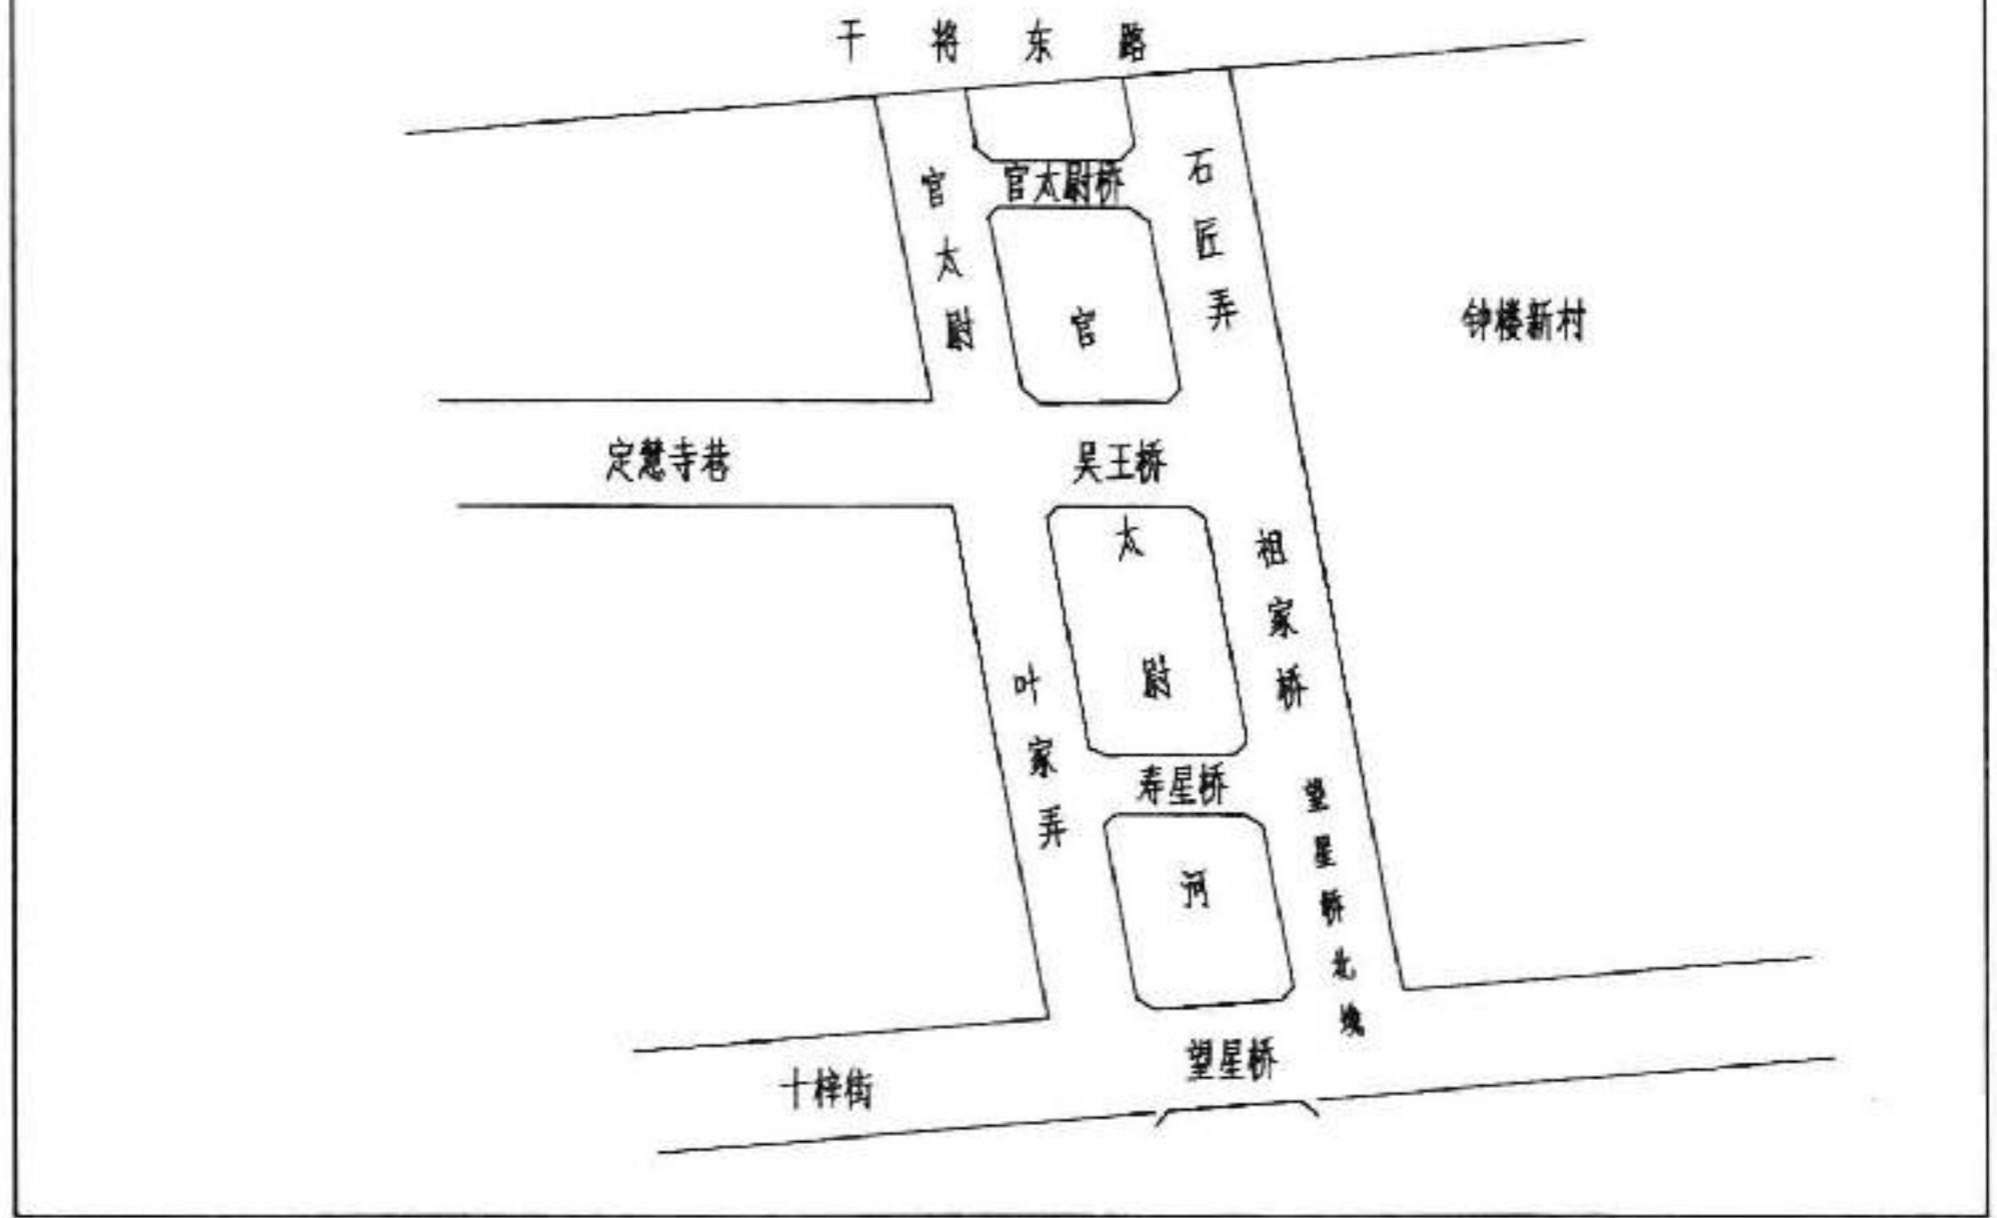 干将东路
官太尉桥
官太尉
石匠弄
钟楼新村
官太尉河
定慧寺巷
吴王桥
祖家桥
叶家弄
寿星桥
望星桥北堍
望星桥
十梓街